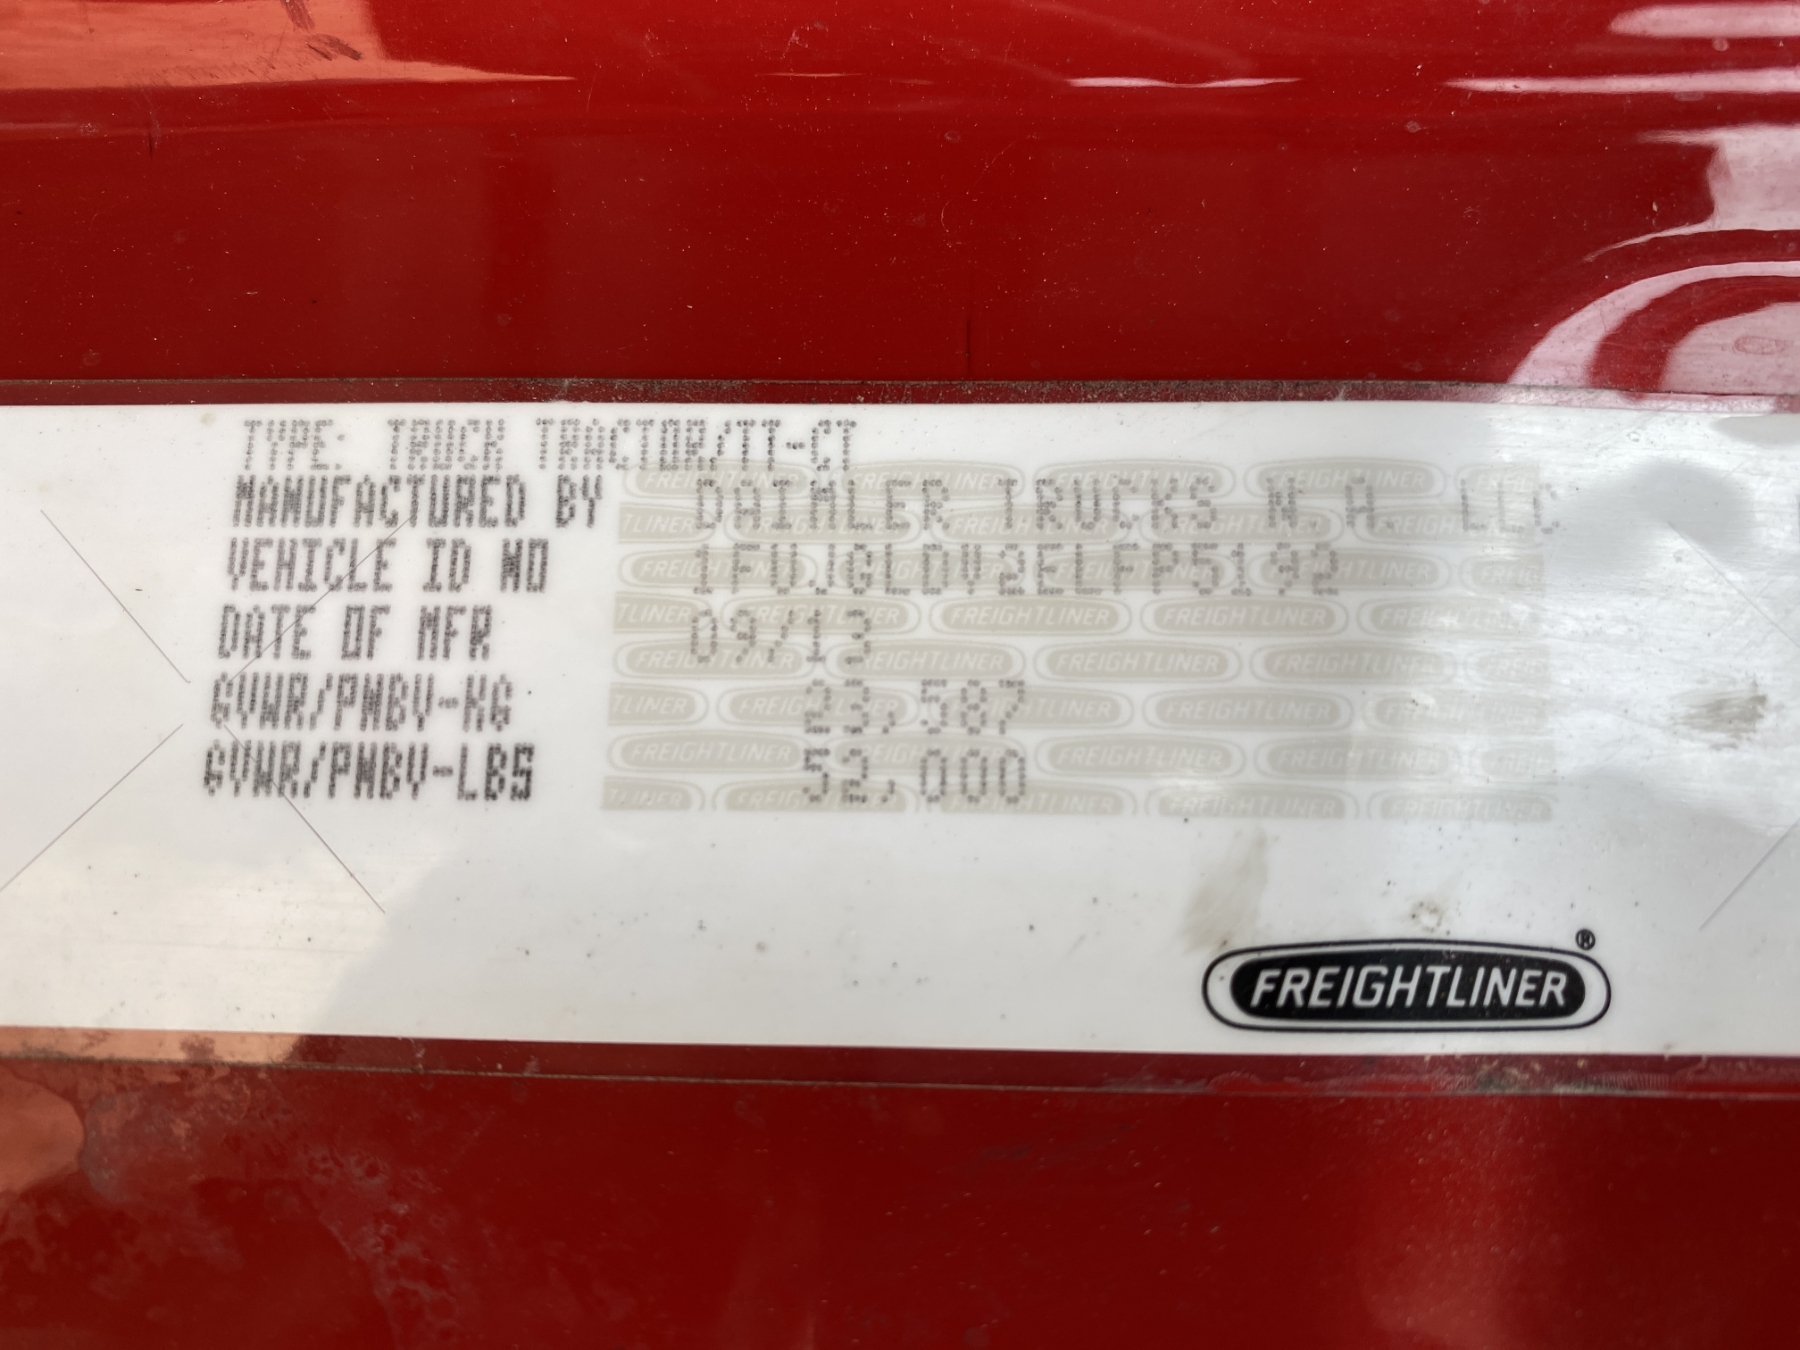 TYPE: TRUCK TRACTOR/TT-CT
MANUFACTURED BY DAIMLER TRUCKS N.A. LLC
VEHICLE ID NO 1FUJGLDV2ELFP5192
DATE OF MFR 09/13
GVWR/PNBV-KG 23,587
GVWR/PNBV-LBS 52,000
FREIGHTLINER®